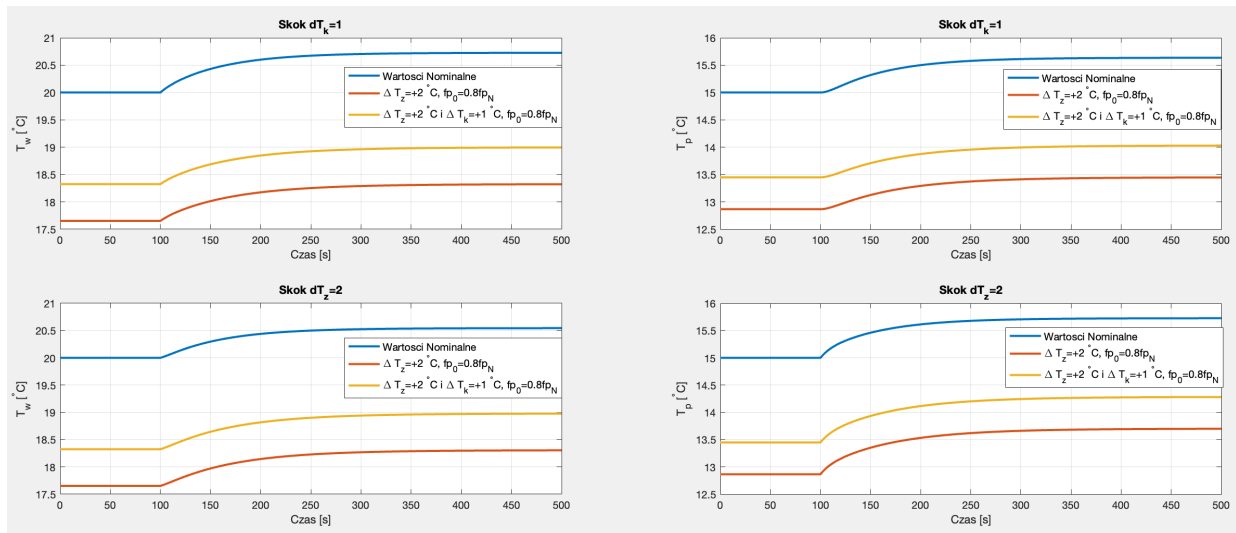 Skok dT_k=1
21
20.5
20
19.5
19
18.5
18
17.5
T_w [°C]
Wartosci Nominalne
Δ T_z=+2 °C, fp_0=0.8fp_N
Δ T_z=+2 °C i Δ T_k=+1 °C, fp_0=0.8fp_N
0 50 100 150 200 250 300 350 400 450 500
Czas [s]
Skok dT_k=1
16
15.5
15
14.5
14
13.5
13
12.5
T_p [°C]
Wartosci Nominalne
Δ T_z=+2 °C, fp_0=0.8fp_N
Δ T_z=+2 °C i Δ T_k=+1 °C, fp_0=0.8fp_N
0 50 100 150 200 250 300 350 400 450 500
Czas [s]
Skok dT_z=2
21
20.5
20
19.5
19
18.5
18
17.5
T_w [°C]
Wartosci Nominalne
Δ T_z=+2 °C, fp_0=0.8fp_N
Δ T_z=+2 °C i Δ T_k=+1 °C, fp_0=0.8fp_N
0 50 100 150 200 250 300 350 400 450 500
Czas [s]
Skok dT_z=2
16
15.5
15
14.5
14
13.5
13
12.5
T_p [°C]
Wartosci Nominalne
Δ T_z=+2 °C, fp_0=0.8fp_N
Δ T_z=+2 °C i Δ T_k=+1 °C, fp_0=0.8fp_N
0 50 100 150 200 250 300 350 400 450 500
Czas [s]